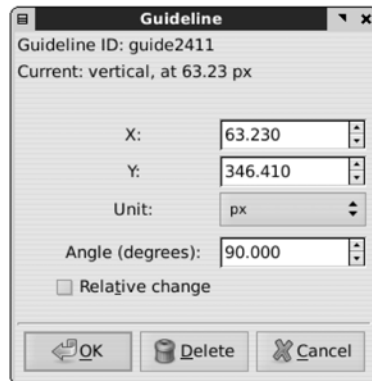 Guideline
Guideline ID: guide2411
Current: vertical, at 63.23 px
X: 63.230
Y: 346.410
Unit: px
Angle (degrees): 90.000
Relative change
OK Delete Cancel